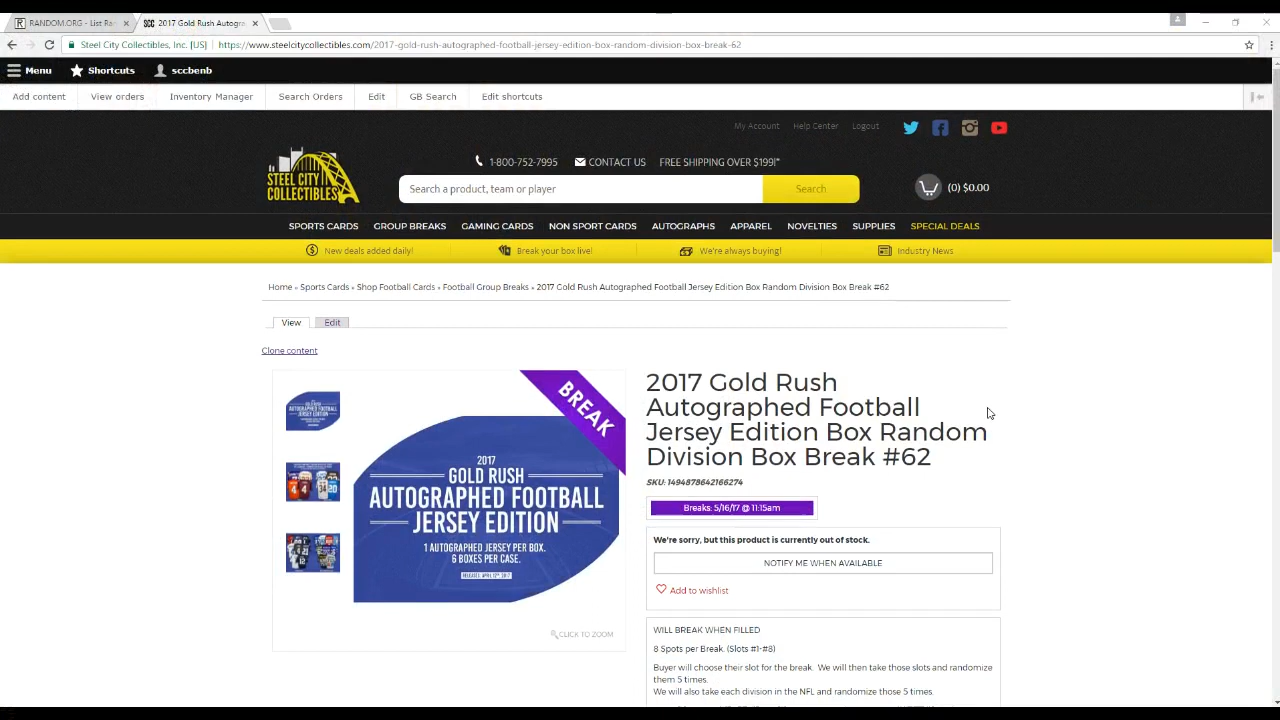 RANDOM.ORG - List Ra
SCC 2017 Gold Rush Autogra
Steel City Collectibles, Inc. [US] https://www.steelcitycollectibles.com/2017-gold-rush-autographed-football-jersey-edition-box-random-division-box-break-62
Menu Shortcuts sccbenb
Add content View orders Inventory Manager Search Orders Edit GB Search Edit shortcuts
My Account Help Center Logout
1-800-752-7995 CONTACT US FREE SHIPPING OVER $199!*
STEEL CITY
COLLECTIBLES
Search a product, team or player Search (0) $0.00
SPORTS CARDS GROUP BREAKS GAMING CARDS NON SPORT CARDS AUTOGRAPHS APPAREL NOVELTIES SUPPLIES SPECIAL DEALS
New deals added daily! Break your box live! We're always buying! Industry News
Home » Sports Cards » Shop Football Cards » Football Group Breaks » 2017 Gold Rush Autographed Football Jersey Edition Box Random Division Box Break #62
View Edit
Clone content
BREAK
2017
GOLD RUSH
AUTOGRAPHED FOOTBALL
JERSEY EDITION
1 AUTOGRAPHED JERSEY PER BOX.
6 BOXES PER CASE.
CLICK TO ZOOM
2017 Gold Rush
Autographed Football
Jersey Edition Box Random
Division Box Break #62
SKU: 1494878642166274
Breaks: 5/16/17 @ 11:15am
We're sorry, but this product is currently out of stock.
NOTIFY ME WHEN AVAILABLE
Add to wishlist
WILL BREAK WHEN FILLED
8 Spots per Break. (Slots #1-#8)
Buyer will choose their slot for the break. We will then take those slots and randomize
them 5 times.
We will also take each division in the NFL and randomize those 5 times.